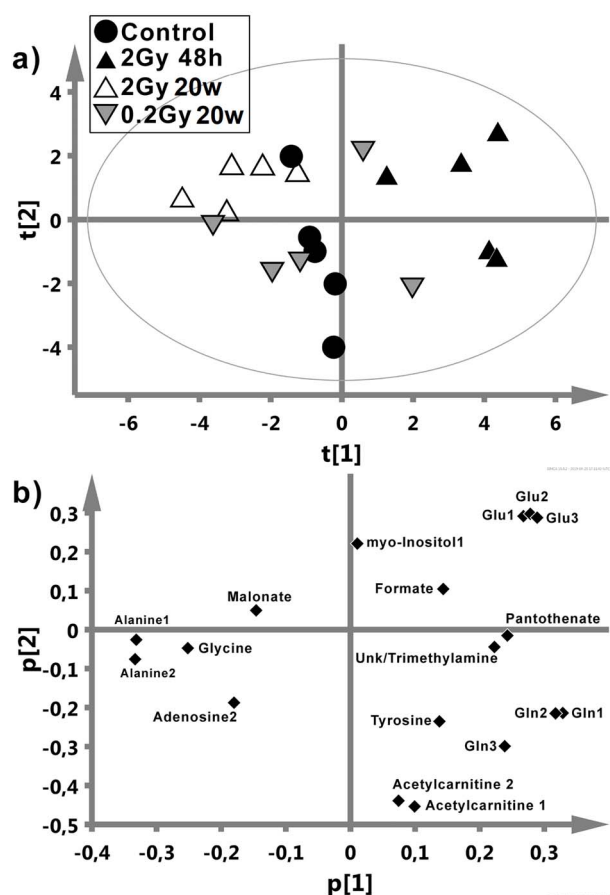 Control
a)
2Gy 48h
2Gy 20w
0.2Gy 20w
4
2
0
-2
-4
t[2]
-6
-4
-2
0
2
4
6
t[1]
b)
Glu2
Glu1
Glu3
0,3
myo-Inositol1
0,2
Formate
0,1
Malonate
Pantothenate
Alanine1
0
Glycine
Unk/Trimethylamine
-0,1
Alanine2
p[2]
Adenosine2
-0,2
Tyrosine
Gln2
Gln1
Gln3
-0,3
Acetylcarnitine 2
-0,4
Acetylcarnitine 1
-0,5
-0,4
-0,3
-0,2
-0,1
0
0,1
0,2
0,3
p[1]